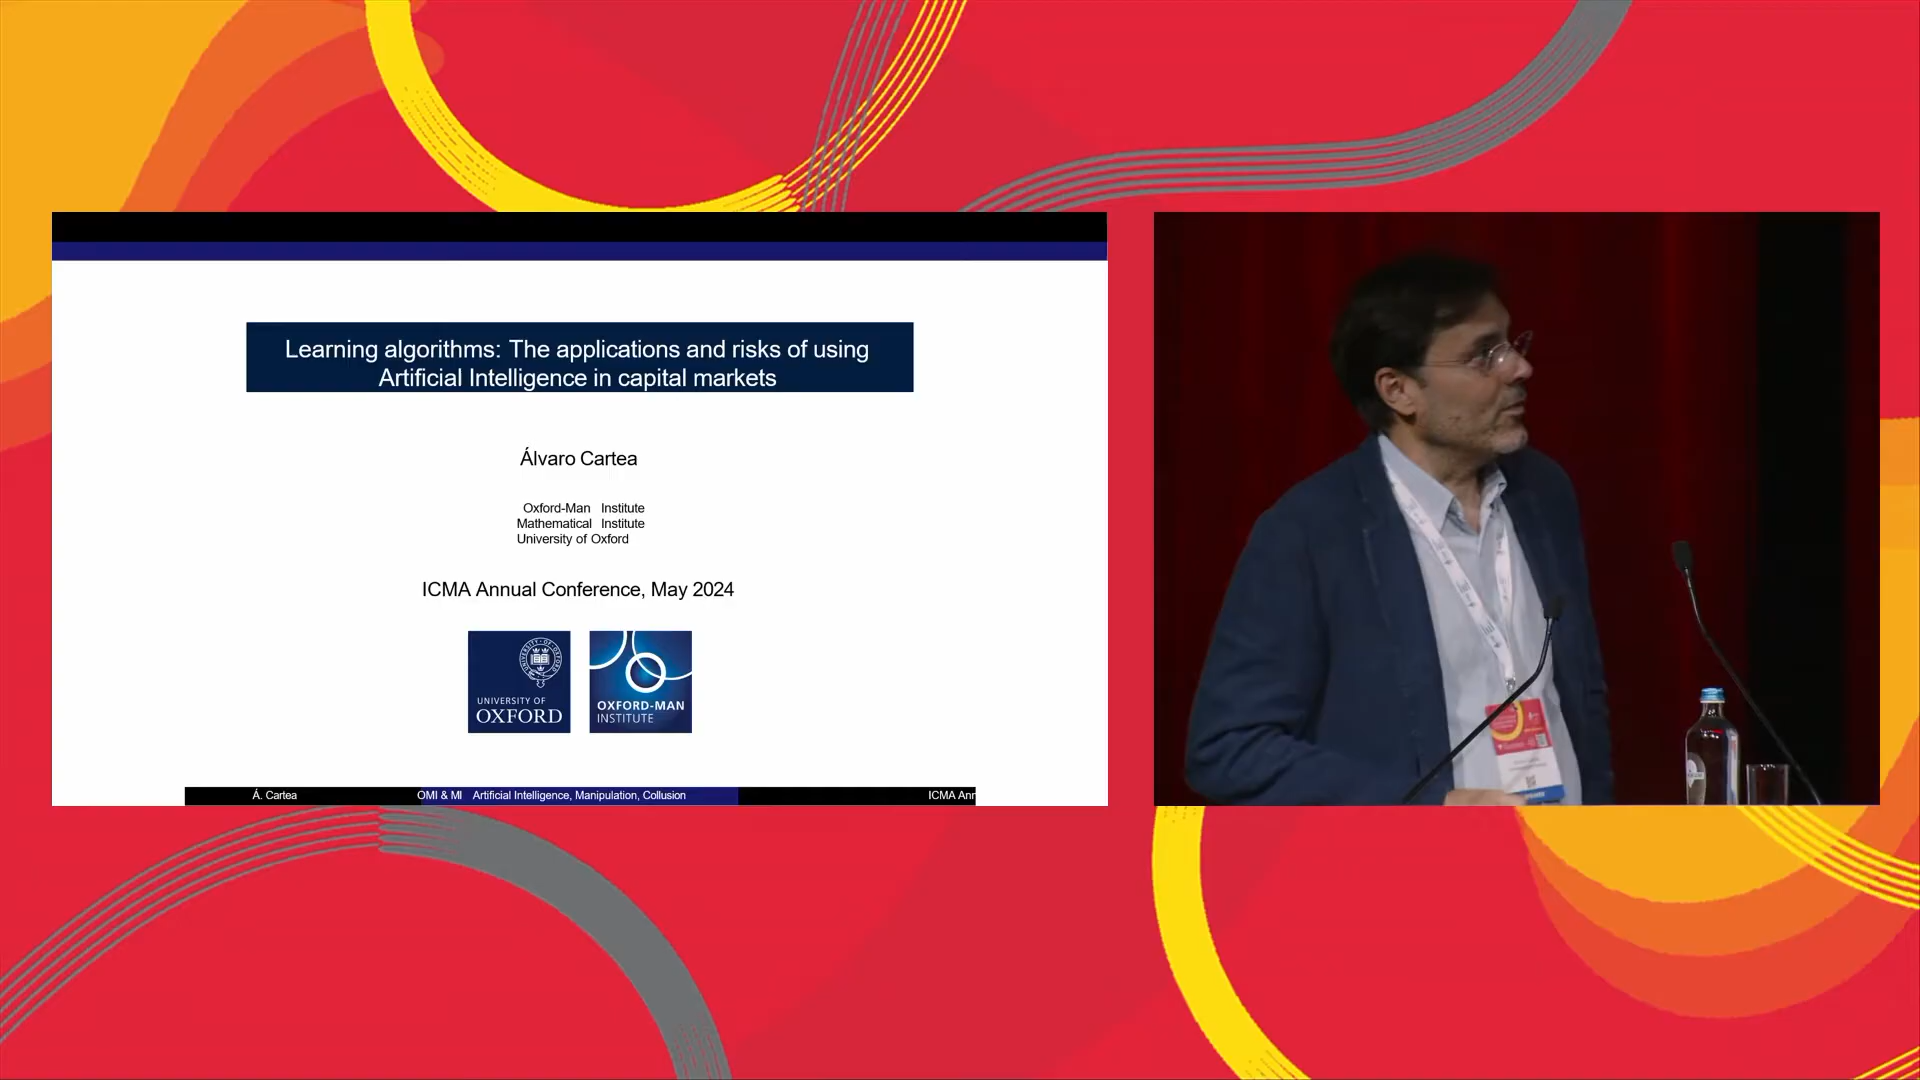 Learning algorithms: The applications and risks of using
Artificial Intelligence in capital markets
Álvaro Cartea
Oxford-Man Institute
Mathematical Institute
University of Oxford
ICMA Annual Conference, May 2024
UNIVERSITY OF
OXFORD
OXFORD-MAN
INSTITUTE
Á. Cartea
OMI & MI Artificial Intelligence, Manipulation, Collusion
ICMA Ann